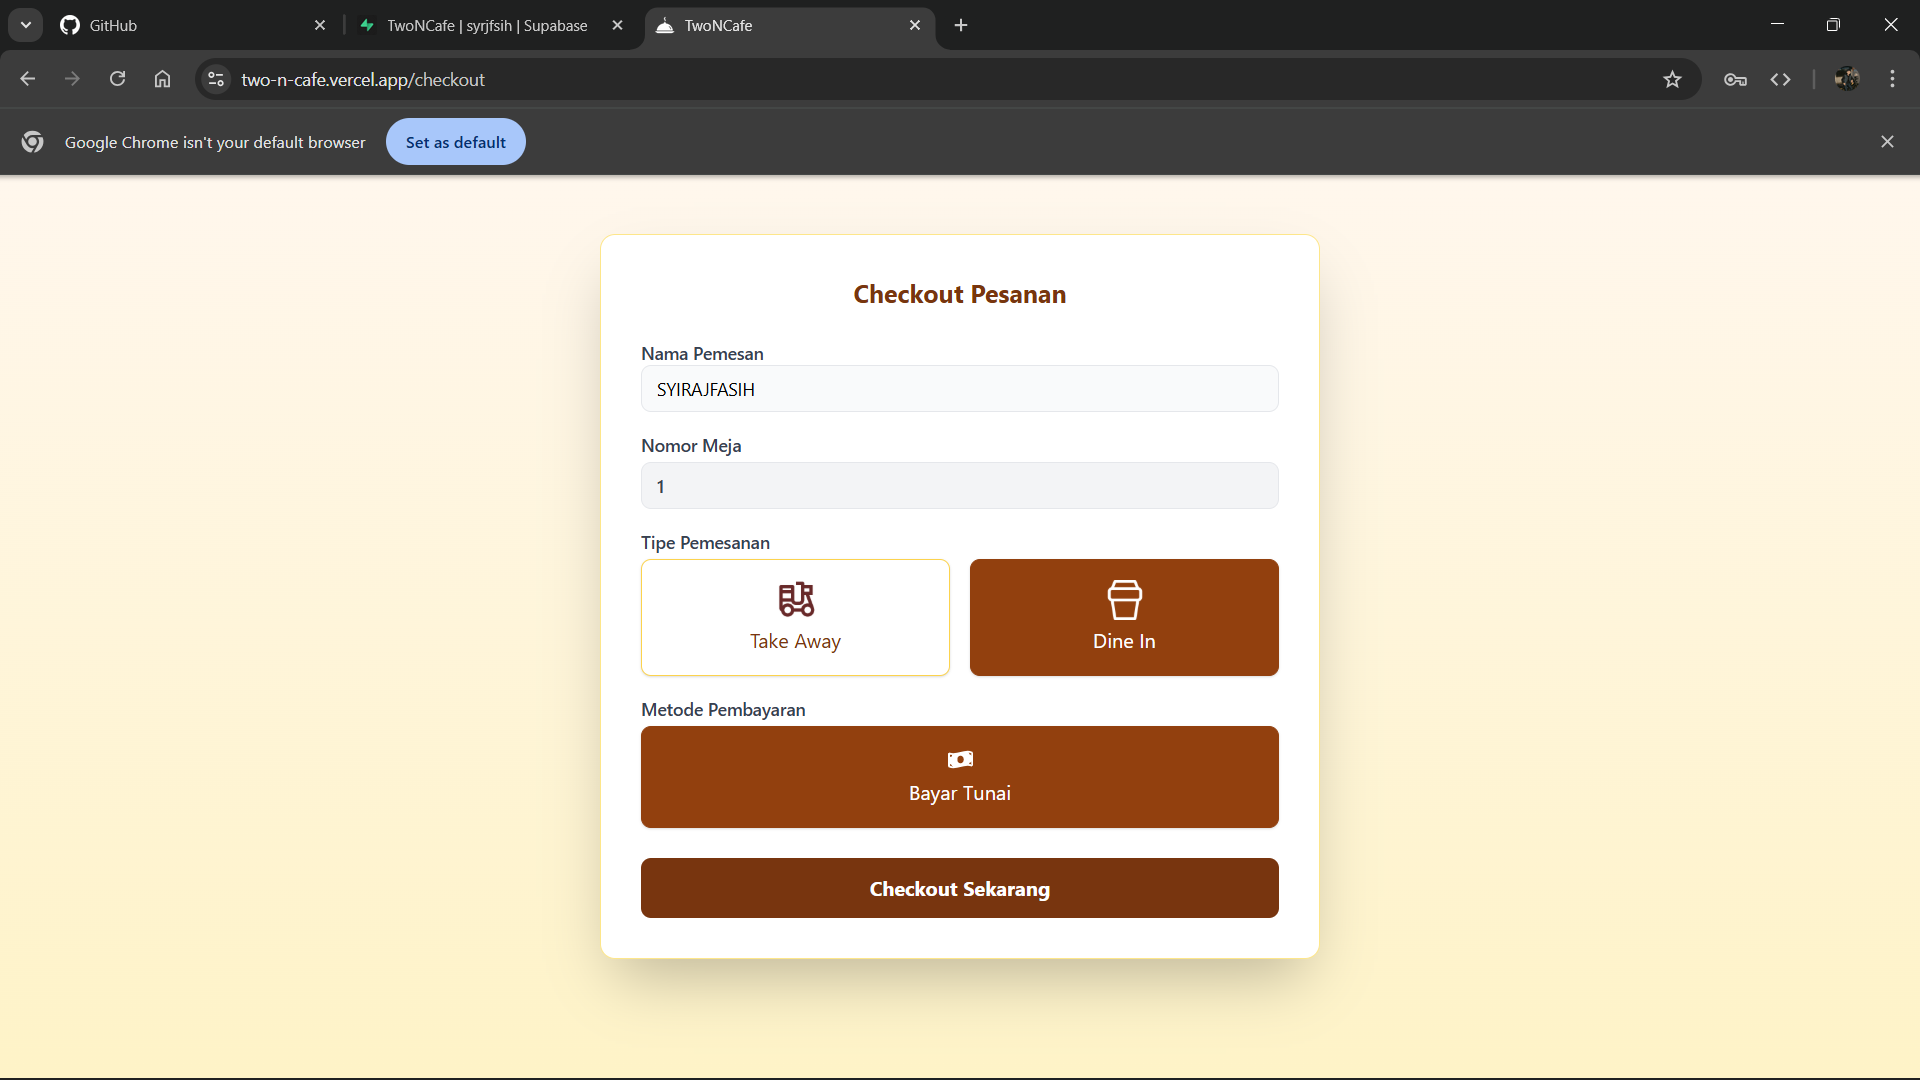 GitHub
TwoNCafe | syrjfsih | Supabase
TwoNCafe
two-n-cafe.vercel.app/checkout
Google Chrome isn't your default browser
Set as default
Checkout Pesanan
Nama Pemesan
SYIRAJFASIH
Nomor Meja
1
Tipe Pemesanan
Take Away
Dine In
Metode Pembayaran
Bayar Tunai
Checkout Sekarang